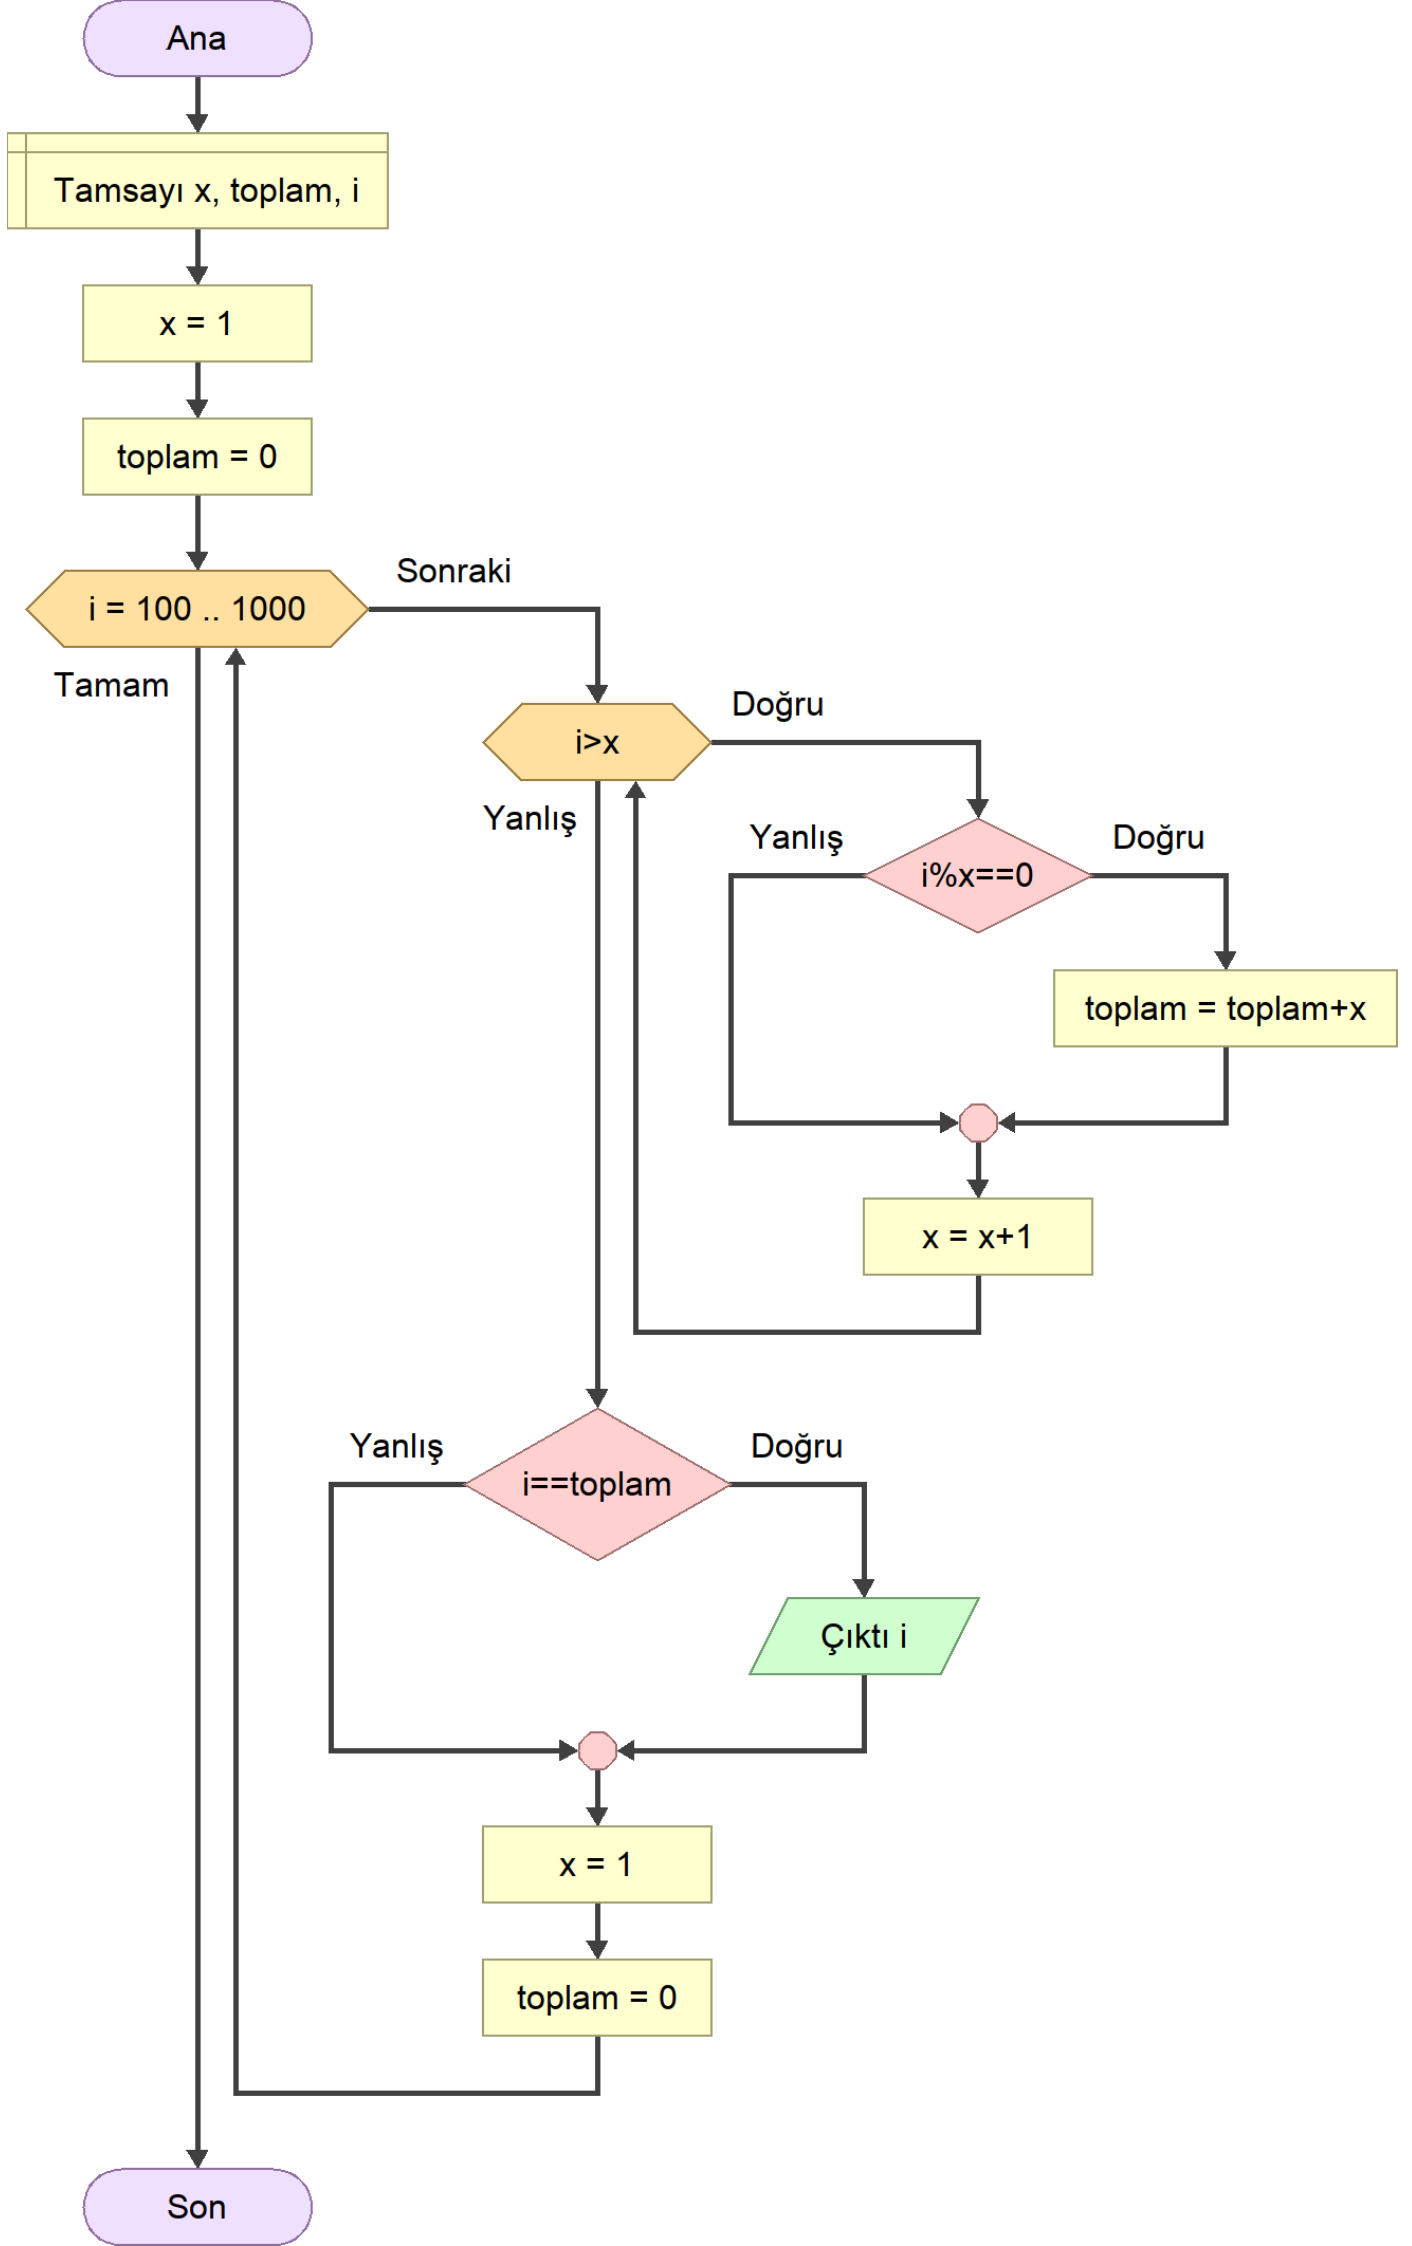 Ana
Tamsayı x, toplam, i
x = 1
toplam = 0
i = 100 .. 1000
Sonraki
Tamam
i>x
Doğru
Yanlış
i%x==0
Yanlış
Doğru
toplam = toplam+x
x = x+1
i==toplam
Yanlış
Doğru
Çıktı i
x = 1
toplam = 0
Son